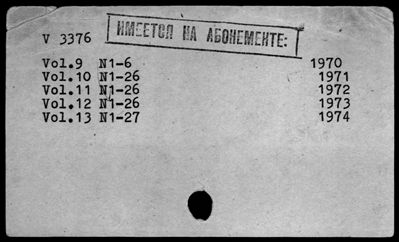 ИМЕЕТСЯ НА АБОНЕМЕНТЕ:
V 3376
Vol.9 N1-6 1970
Vol.10 N1-26 1971
Vol.11 N1-26 1972
Vol.12 N1-26 1973
Vol.13 N1-27 1974